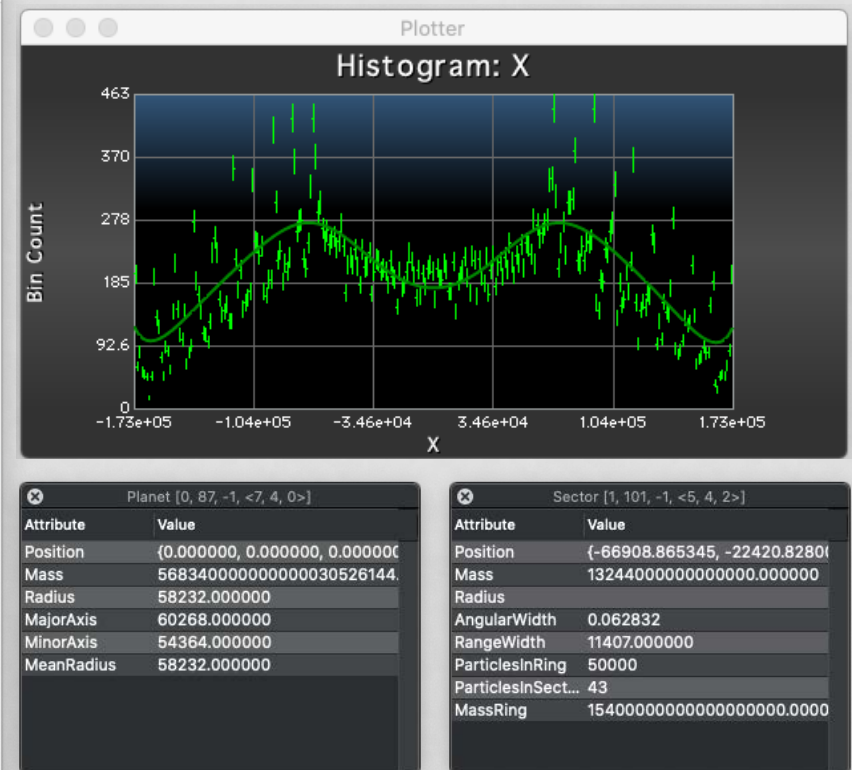 Plotter
Histogram: X
463
370
278
185
92.6
0
Bin Count
-1.73e+05 -1.04e+05 -3.46e+04 3.46e+04 1.04e+05 1.73e+05
X
Planet [0, 87, -1, <7, 4, 0>]
Attribute Value
Position {0.000000, 0.000000, 0.000000
Mass 568340000000000030526144.
Radius 58232.000000
MajorAxis 60268.000000
MinorAxis 54364.000000
MeanRadius 58232.000000
Sector [1, 101, -1, <5, 4, 2>]
Attribute Value
Position {-66908.865345, -22420.82800
Mass 13244000000000000.000000
Radius
AngularWidth 0.062832
RangeWidth 11407.000000
ParticlesInRing 50000
ParticlesInSect... 43
MassRing 15400000000000000000.0000